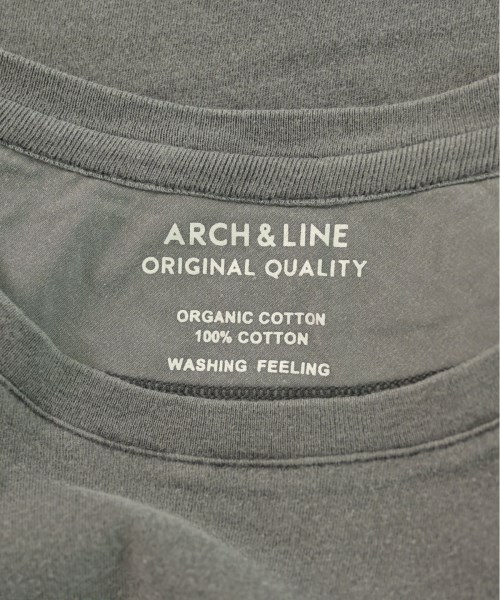 ARCH & LINE
ORIGINAL QUALITY
ORGANIC COTTON
100% COTTON
WASHING FEELING